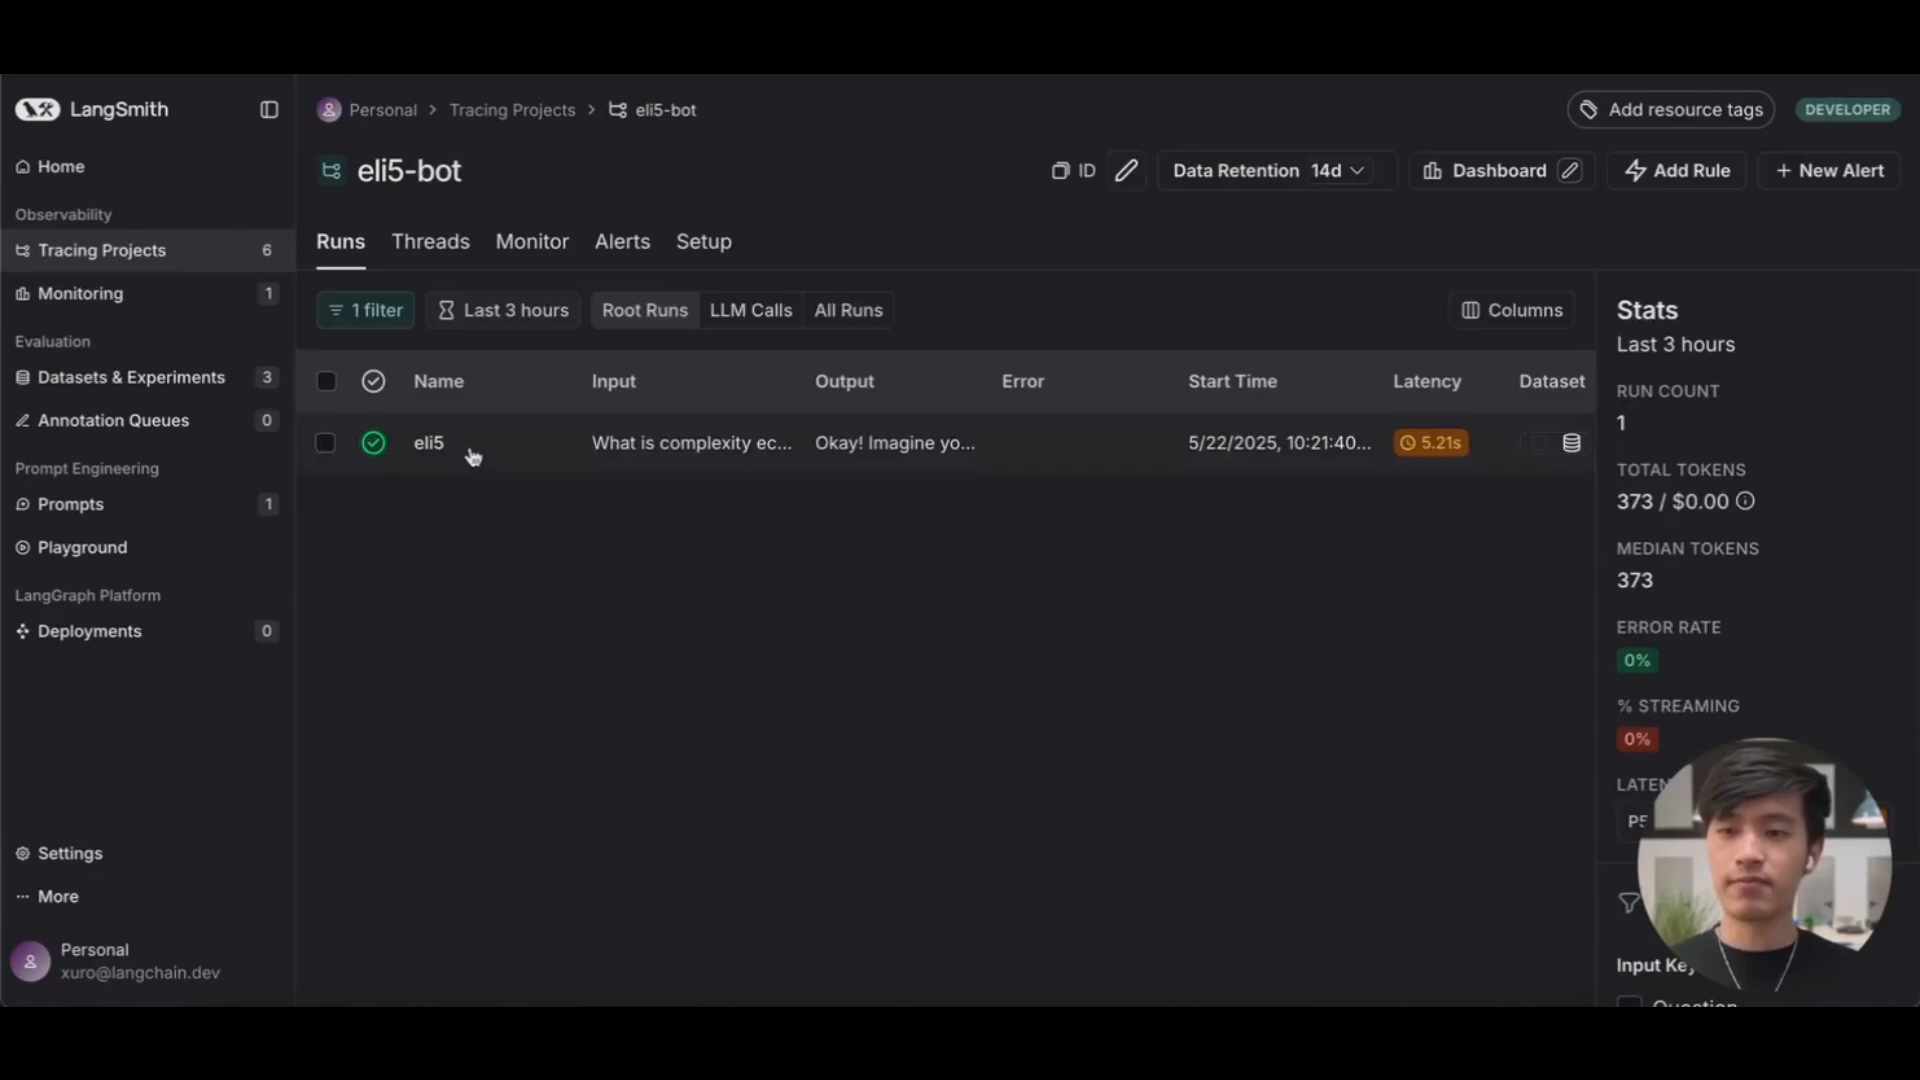 LangSmith
Personal > Tracing Projects > eli5-bot
Add resource tags
DEVELOPER
Home
eli5-bot
ID
Data Retention 14d
Dashboard
Add Rule
+ New Alert
Observability
Tracing Projects 6
Runs Threads Monitor Alerts Setup
Monitoring 1
1 filter
Last 3 hours
Root Runs LLM Calls All Runs
Columns
Stats
Last 3 hours
Evaluation
Datasets & Experiments 3
Name Input Output Error Start Time Latency Dataset
RUN COUNT
1
Annotation Queues 0
eli5 What is complexity ec... Okay! Imagine yo... 5/22/2025, 10:21:40... 5.21s
Prompt Engineering
Prompts 1
TOTAL TOKENS
373 / $0.00
Playground
MEDIAN TOKENS
373
LangGraph Platform
Deployments 0
ERROR RATE
0%
% STREAMING
0%
Settings
More
Personal
xuro@langchain.dev
Input